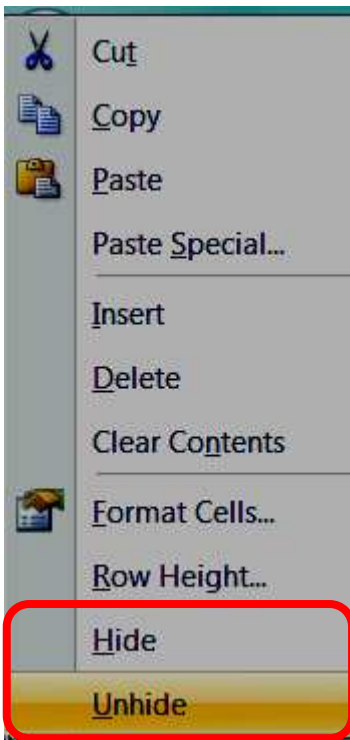 Cut
Copy
Paste
Paste Special...
Insert
Delete
Clear Contents
Format Cells...
Row Height...
Hide
Unhide